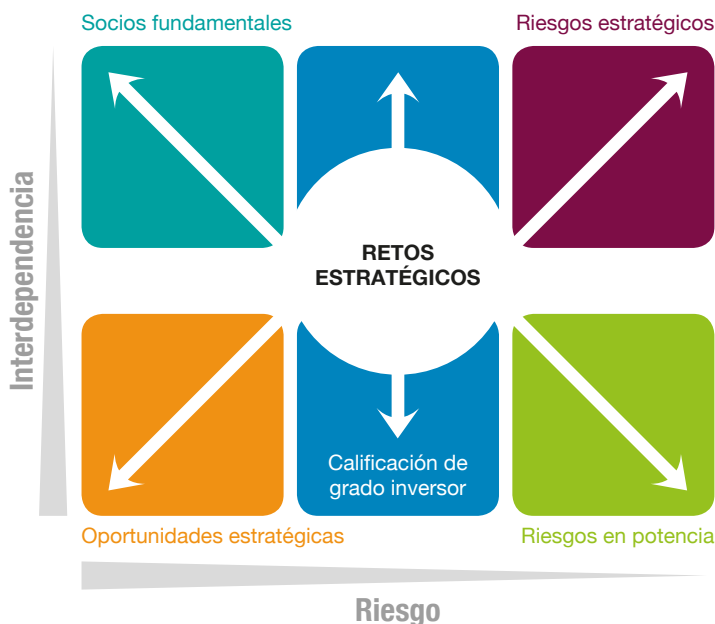 Socios fundamentales
Riesgos estratégicos
Interdependencia
RETOS
ESTRATÉGICOS
Calificación de
grado inversor
Oportunidades estratégicas
Riesgos en potencia
Riesgo